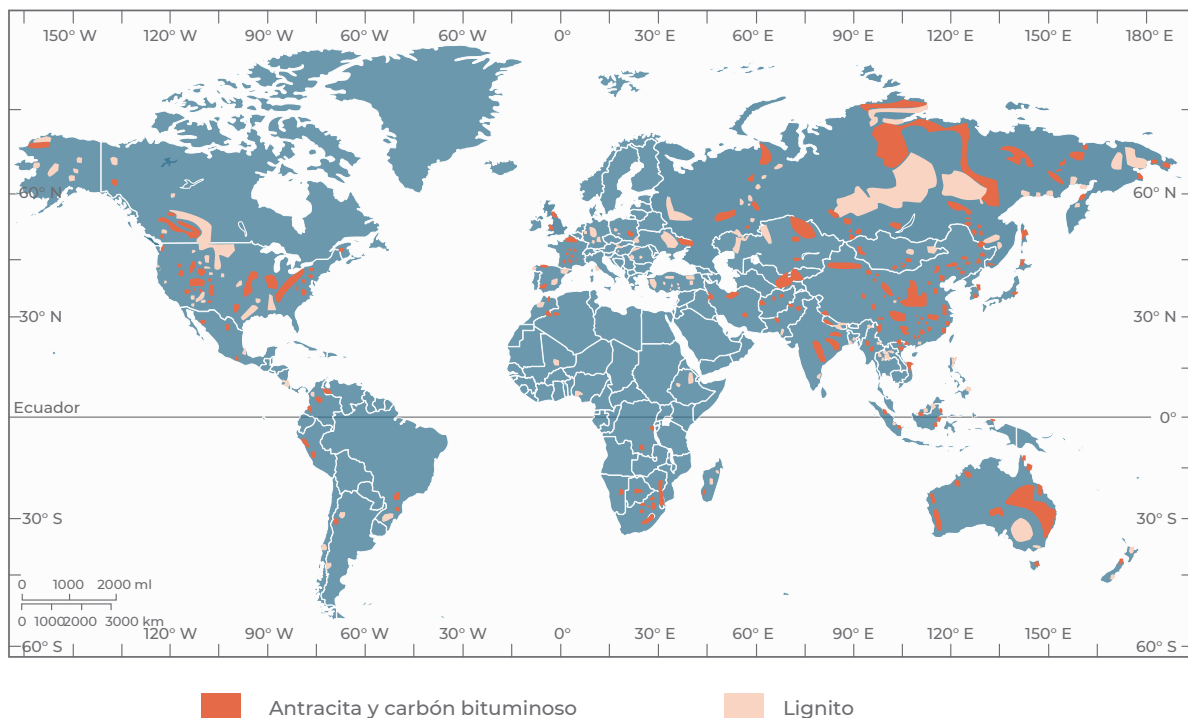 150° W 120° W 90° W 60° W 0° 30° E 60° E 90° E 120° E 150° E 180° E
60° N 60° N
30° N 30° N
Ecuador 0°
30° S 30° S
0 1000 2000 ml
0 1000 2000 3000 km
120° W 90° W 60° W 30° W 0° 30° E 60° E 90° E 120° E 150° E
60° S 60° S
Antracita y carbón bituminoso Lignito